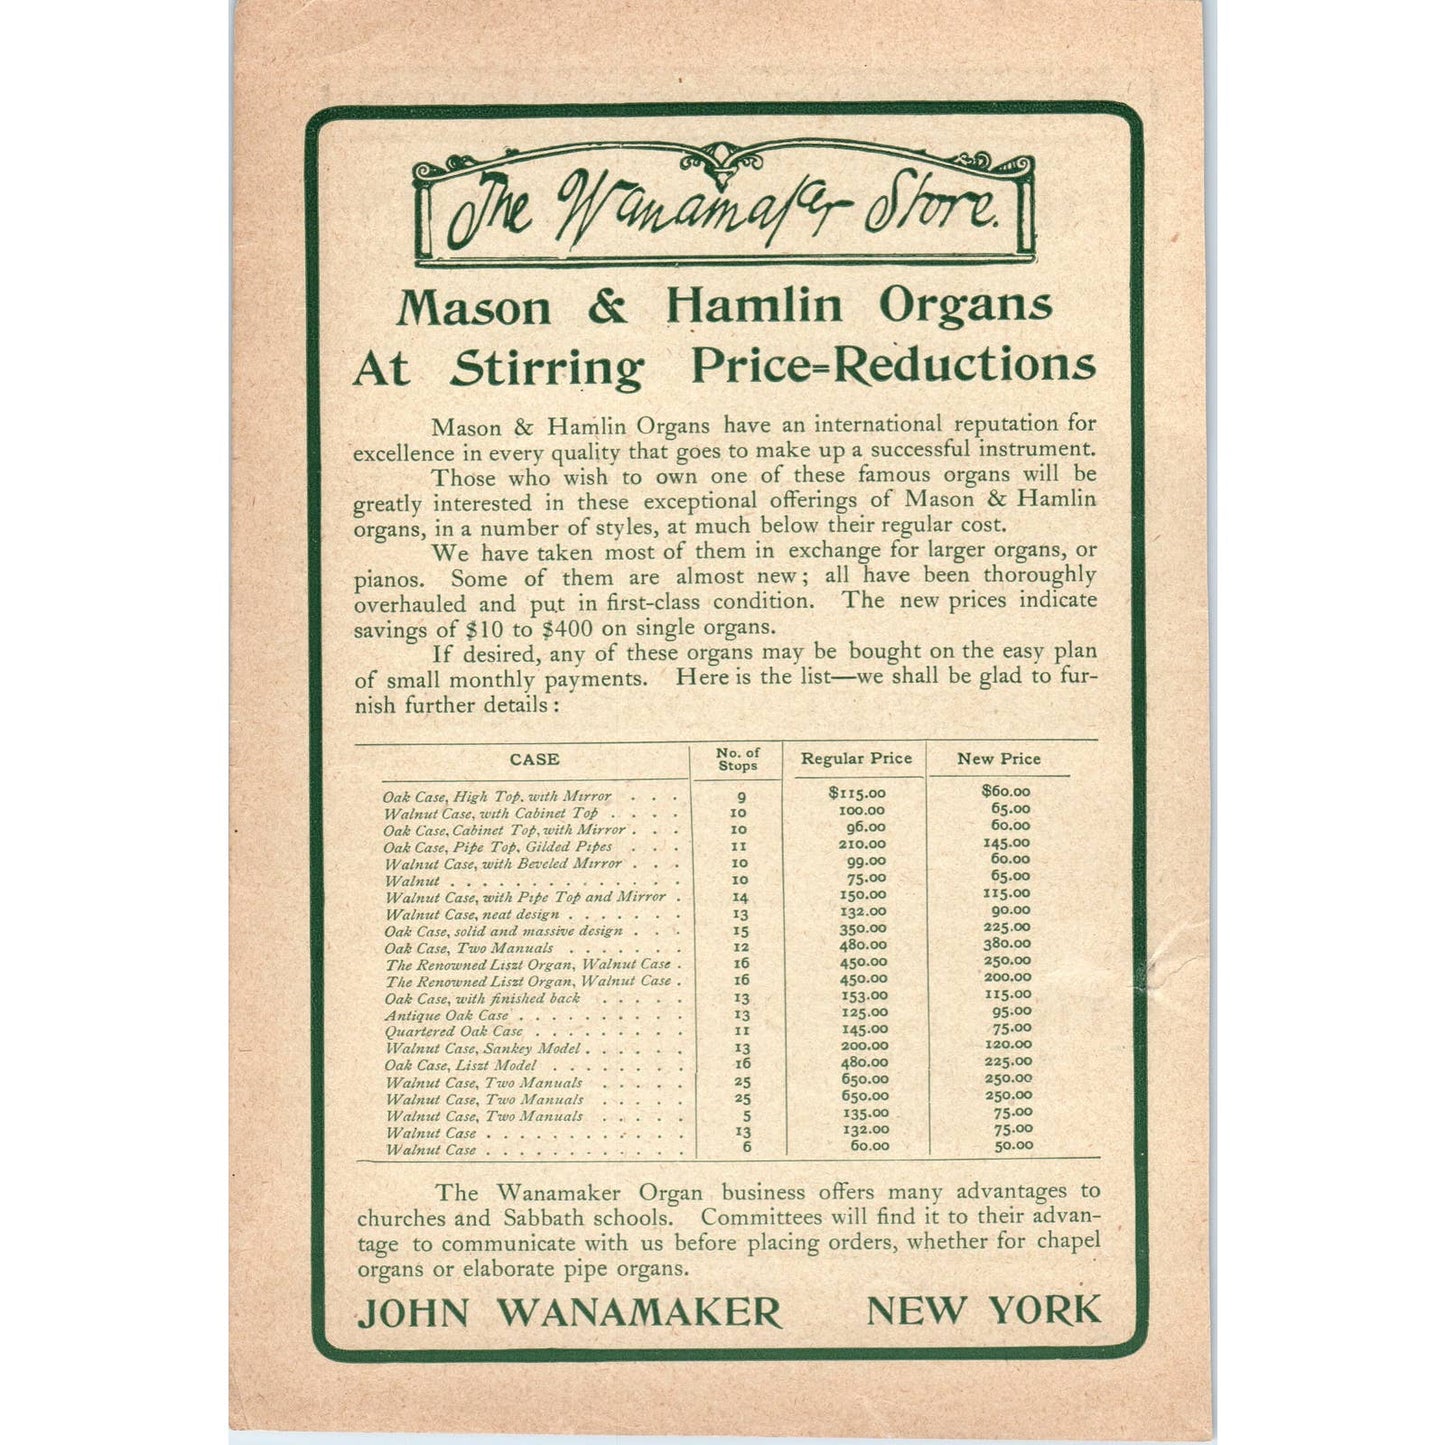 The Wanamaker Store.
Mason & Hamlin Organs
At Stirring Price=Reductions
Mason & Hamlin Organs have an international reputation for
excellence in every quality that goes to make up a successful instrument.
Those who wish to own one of these famous organs will be
greatly interested in these exceptional offerings of Mason & Hamlin
organs, in a number of styles, at much below their regular cost.
We have taken most of them in exchange for larger organs, or
pianos. Some of them are almost new; all have been thoroughly
overhauled and put in first-class condition. The new prices indicate
savings of $10 to $400 on single organs.
If desired, any of these organs may be bought on the easy plan
of small monthly payments. Here is the list—we shall be glad to fur-
nish further details:
CASE No. of Stops Regular Price New Price
Oak Case, High Top, with Mirror . . . 9 $115.00 $60.00
Walnut Case, with Cabinet Top . . . . 10 100.00 65.00
Oak Case, Cabinet Top, with Mirror . . . 10 96.00 60.00
Oak Case, Pipe Top, Gilded Pipes . . . 11 210.00 145.00
Walnut Case, with Beveled Mirror . . . 10 99.00 60.00
Walnut . . . . . . . . . . . . 10 75.00 65.00
Walnut Case, with Pipe Top and Mirror . 14 150.00 115.00
Walnut Case, neat design . . . . . . . 13 132.00 90.00
Oak Case, solid and massive design . . . 15 350.00 225.00
Oak Case, Two Manuals . . . . . . . 12 480.00 380.00
The Renowned Liszt Organ, Walnut Case . 16 450.00 250.00
The Renowned Liszt Organ, Walnut Case . 16 450.00 200.00
Oak Case, with finished back . . . . . 13 153.00 115.00
Antique Oak Case . . . . . . . . . 13 125.00 95.00
Quartered Oak Case . . . . . . . . 11 145.00 75.00
Walnut Case, Sankey Model . . . . . . 13 200.00 120.00
Oak Case, Liszt Model . . . . . . . . 16 480.00 225.00
Walnut Case, Two Manuals . . . . . 25 650.00 250.00
Walnut Case, Two Manuals . . . . . 25 650.00 250.00
Walnut Case, Two Manuals . . . . . 5 135.00 75.00
Walnut Case . . . . . . . . . . . 13 132.00 75.00
Walnut Case . . . . . . . . . . . 6 60.00 50.00
The Wanamaker Organ business offers many advantages to
churches and Sabbath schools. Committees will find it to their advan-
tage to communicate with us before placing orders, whether for chapel
organs or elaborate pipe organs.
JOHN WANAMAKER NEW YORK